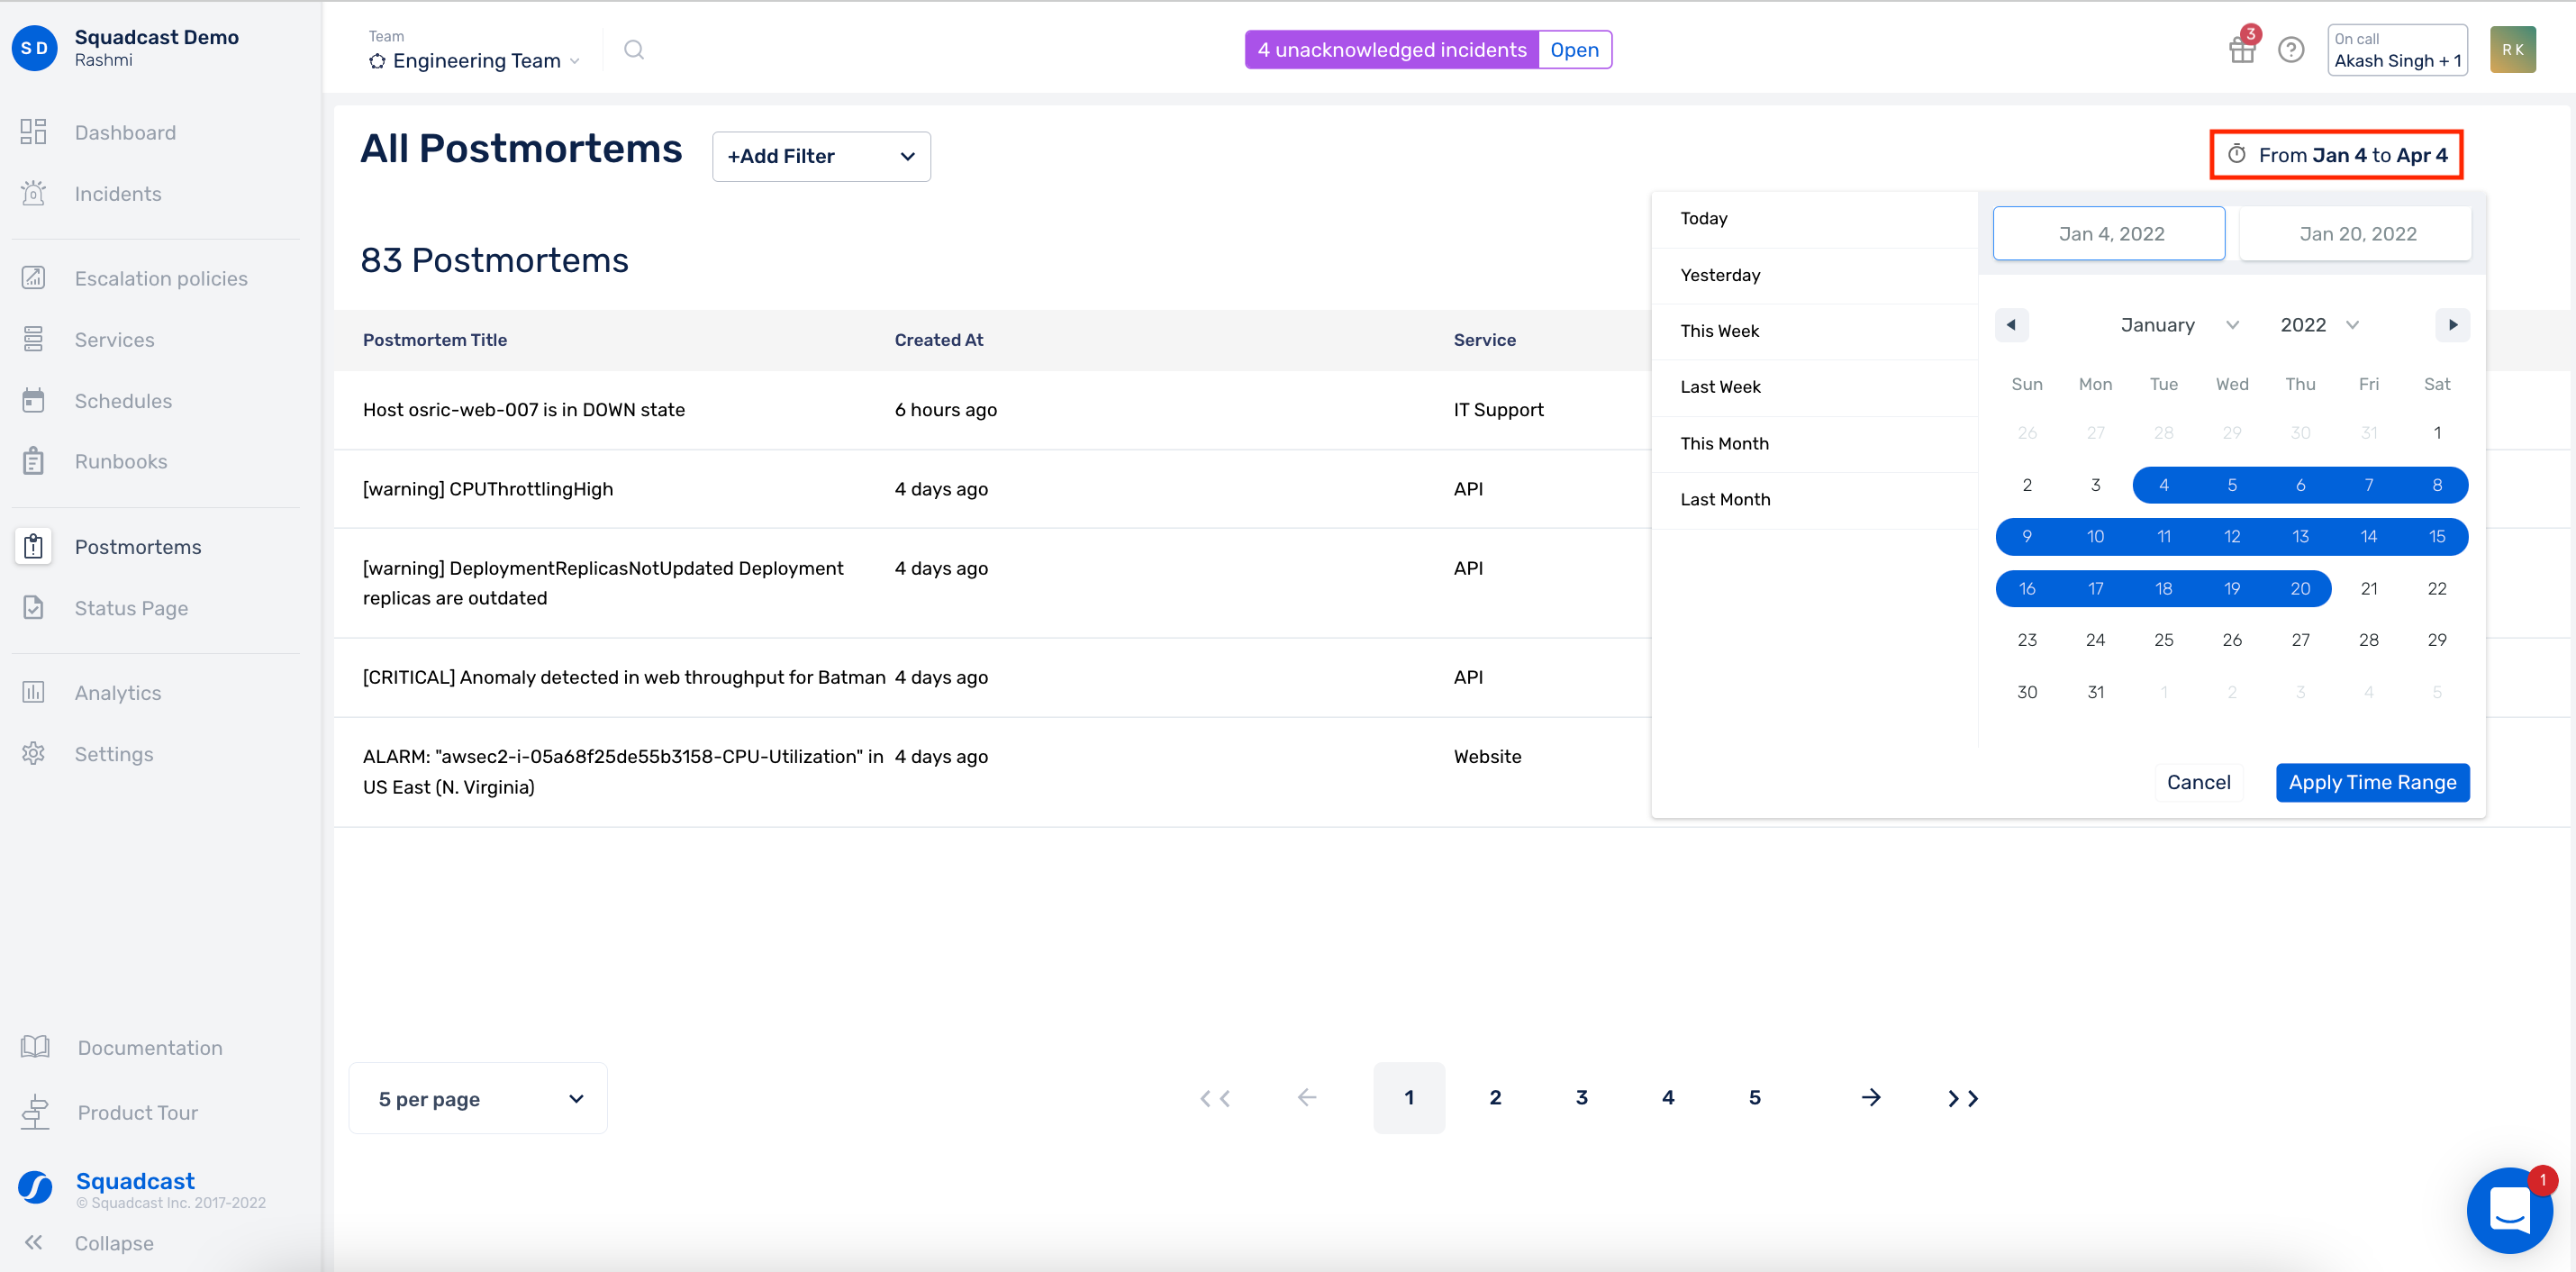 S D
Squadcast Demo
Rashmi
Dashboard
Incidents
Escalation policies
Services
Schedules
Runbooks
Postmortems
Status Page
Analytics
Settings
Documentation
Product Tour
Squadcast
© Squadcast Inc. 2017-2022
Collapse
Team
Engineering Team
4 unacknowledged incidents Open
3
On call
Akash Singh + 1
R K
All Postmortems
+Add Filter
From Jan 4 to Apr 4
83 Postmortems
Postmortem Title Created At Service
Host osric-web-007 is in DOWN state 6 hours ago IT Support
[warning] CPUThrottlingHigh 4 days ago API
[warning] DeploymentReplicasNotUpdated Deployment 4 days ago API
replicas are outdated
[CRITICAL] Anomaly detected in web throughput for Batman 4 days ago API
ALARM: "awsec2-i-05a68f25de55b3158-CPU-Utilization" in 4 days ago Website
US East (N. Virginia)
Today
Yesterday
This Week
Last Week
This Month
Last Month
Jan 4, 2022 Jan 20, 2022
January 2022
Sun Mon Tue Wed Thu Fri Sat
26 27 28 29 30 31 1
2 3 4 5 6 7 8
9 10 11 12 13 14 15
16 17 18 19 20 21 22
23 24 25 26 27 28 29
30 31 1 2 3 4 5
Cancel Apply Time Range
5 per page
1 2 3 4 5
1